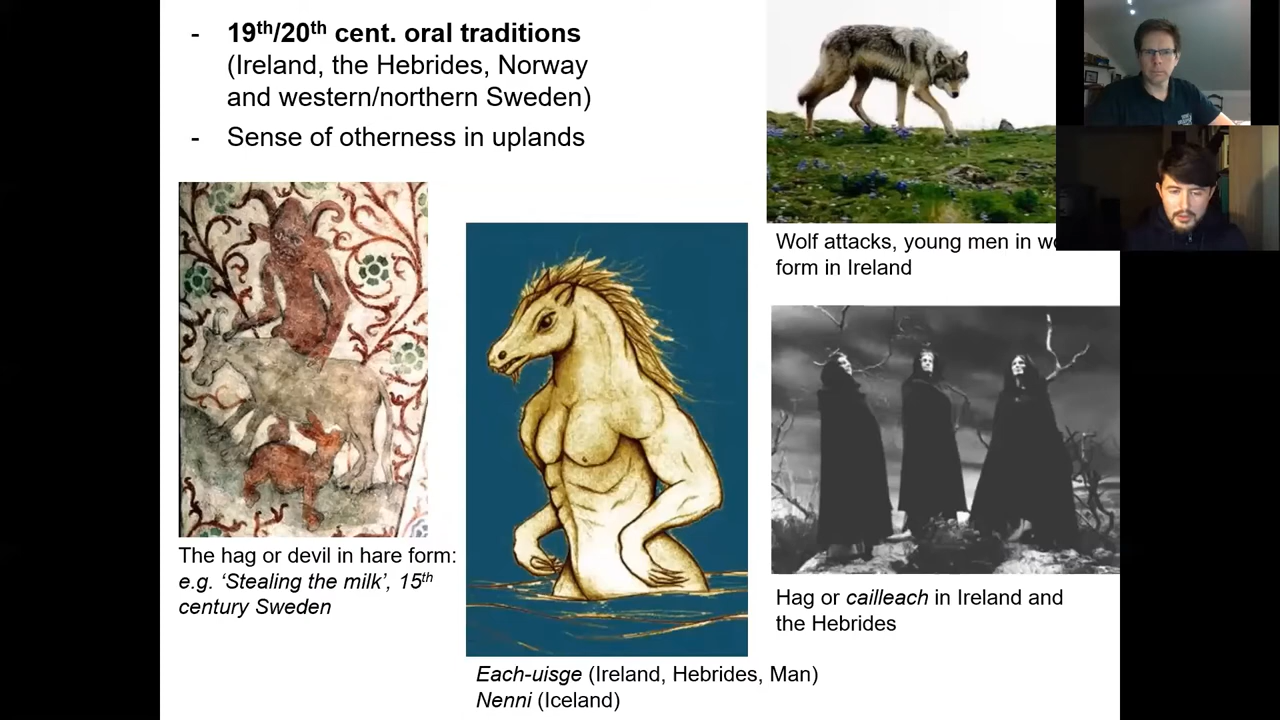 - 19th/20th cent. oral traditions
(Ireland, the Hebrides, Norway
and western/northern Sweden)
- Sense of otherness in uplands
Wolf attacks, young men in
form in Ireland
The hag or devil in hare form:
e.g. ‘Stealing the milk’, 15th
century Sweden
Hag or cailleach in Ireland and
the Hebrides
Each-uisge (Ireland, Hebrides, Man)
Nenni (Iceland)